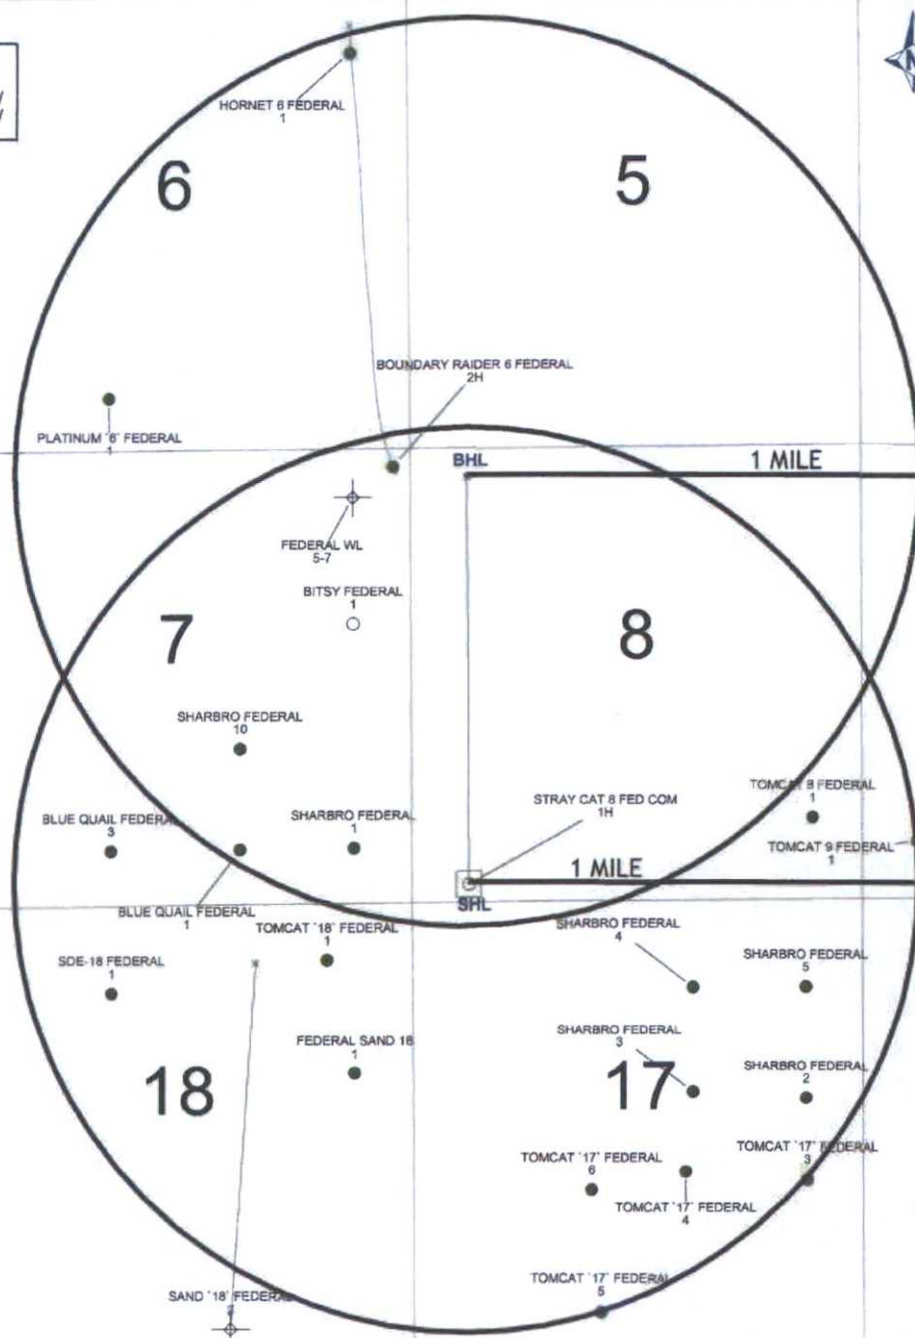 HORNET 6 FEDERAL
1
6
5
BOUNDARY RAIDER 6 FEDERAL
2H
PLATINUM '6' FEDERAL
1
BHL
1 MILE
FEDERAL WL
5-7
BITSY FEDERAL
1
7
8
SHARBRO FEDERAL
10
TOMCAT 8 FEDERAL
1
STRAY CAT 8 FED COM
1H
BLUE QUAIL FEDERAL
3
SHARBRO FEDERAL
1
TOMCAT 9 FEDERAL
1
1 MILE
SHL
BLUE QUAIL FEDERAL
1
TOMCAT '18' FEDERAL
1
SHARBRO FEDERAL
4
SDE-18 FEDERAL
1
SHARBRO FEDERAL
5
FEDERAL SAND 18
1
SHARBRO FEDERAL
3
SHARBRO FEDERAL
2
18
17
TOMCAT '17' FEDERAL
3
TOMCAT '17' FEDERAL
6
TOMCAT '17' FEDERAL
4
TOMCAT '17' FEDERAL
5
SAND '18' FEDERAL